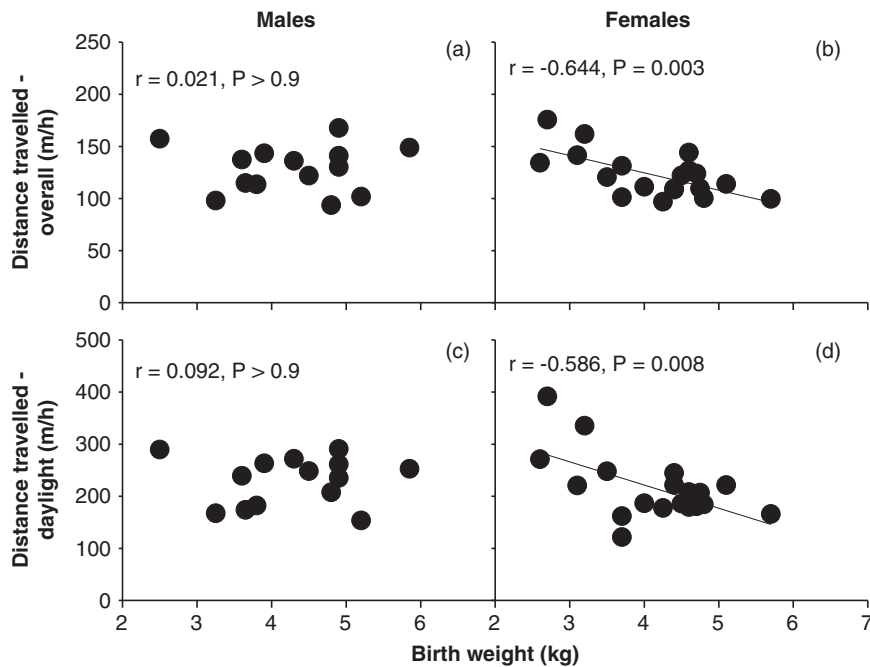 Males
Females
Distance travelled -
overall (m/h)
250
200
150
100
50
0
(a)
r = 0.021, P > 0.9
(b)
r = -0.644, P = 0.003
Distance travelled -
daylight (m/h)
500
400
300
200
100
0
(c)
r = 0.092, P > 0.9
(d)
r = -0.586, P = 0.008
2 3 4 5 6 2 3 4 5 6 7
Birth weight (kg)